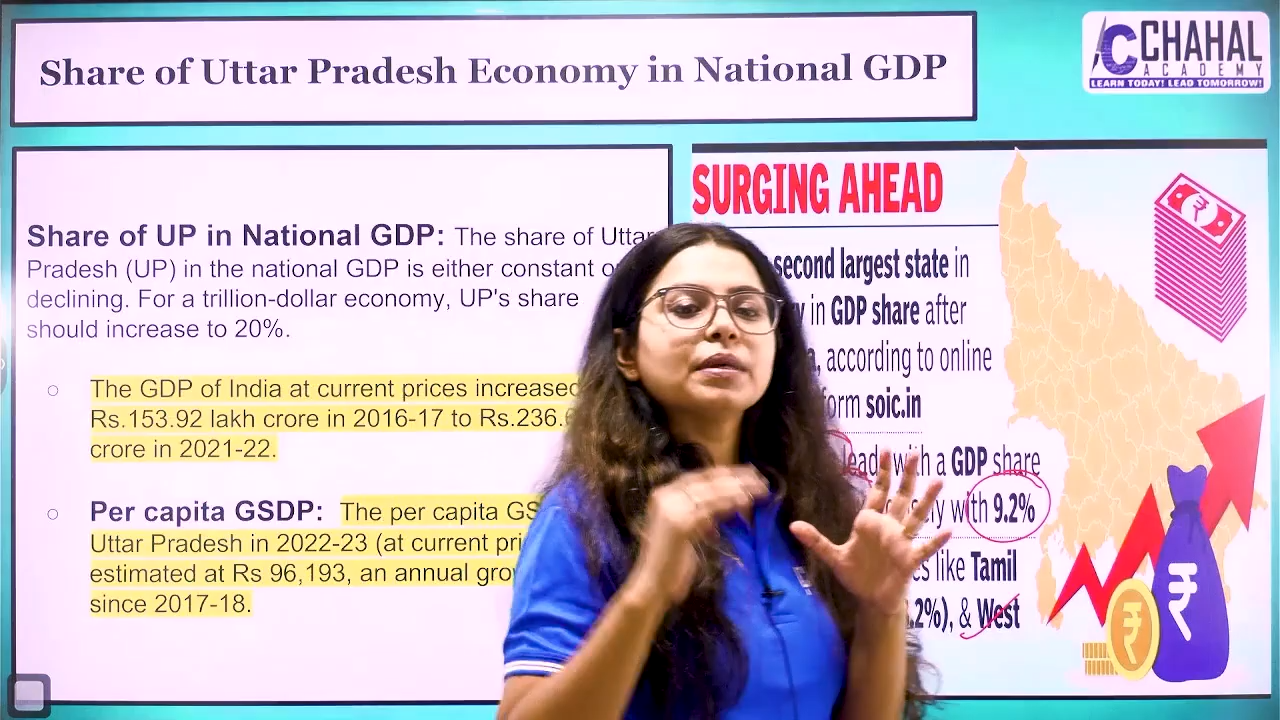 Share of Uttar Pradesh Economy in National GDP
CHAHAL
ACADEMY
LEARN TODAY! LEAD TOMORROW!
Share of UP in National GDP: The share of Uttar
Pradesh (UP) in the national GDP is either constant
declining. For a trillion-dollar economy, UP's share
should increase to 20%.
The GDP of India at current prices increased
Rs.153.92 lakh crore in 2016-17 to Rs.236.
crore in 2021-22.
Per capita GSDP: The per capita
Uttar Pradesh in 2022-23 (at current
estimated at Rs 96,193, an annual
since 2017-18.
SURGING AHEAD
second largest state in
in GDP share after
according to online
soic.in
with a GDP share
with 9.2%
like Tamil
.2%), & West